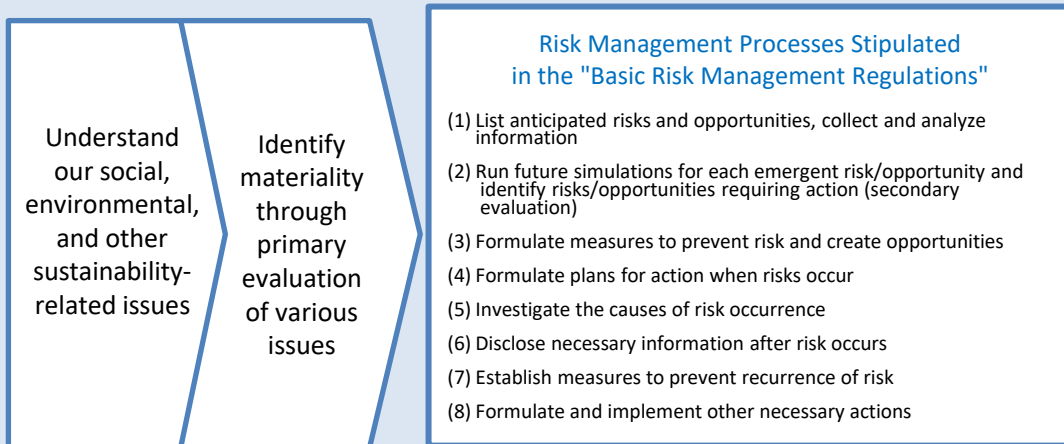 Understand
our social,
environmental,
and other
sustainability-
related issues
Identify
materiality
through
primary
evaluation
of various
issues
Risk Management Processes Stipulated
in the "Basic Risk Management Regulations"
(1) List anticipated risks and opportunities, collect and analyze
information
(2) Run future simulations for each emergent risk/opportunity and
identify risks/opportunities requiring action (secondary
evaluation)
(3) Formulate measures to prevent risk and create opportunities
(4) Formulate plans for action when risks occur
(5) Investigate the causes of risk occurrence
(6) Disclose necessary information after risk occurs
(7) Establish measures to prevent recurrence of risk
(8) Formulate and implement other necessary actions